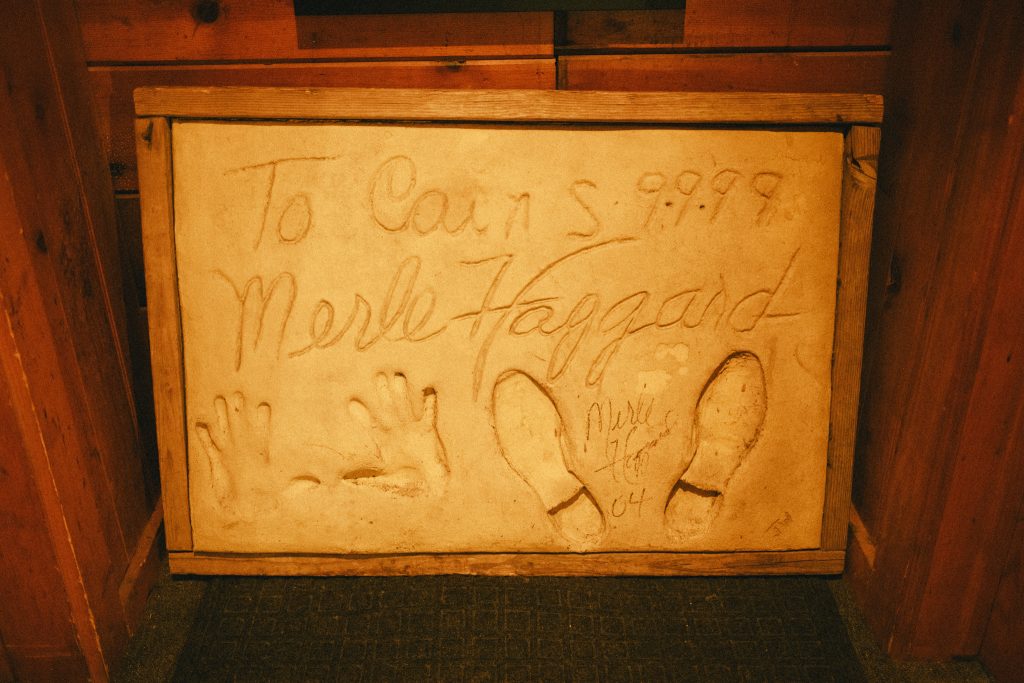 To Cains 9.9.99
Merle Haggard
Merle
Haggard
04